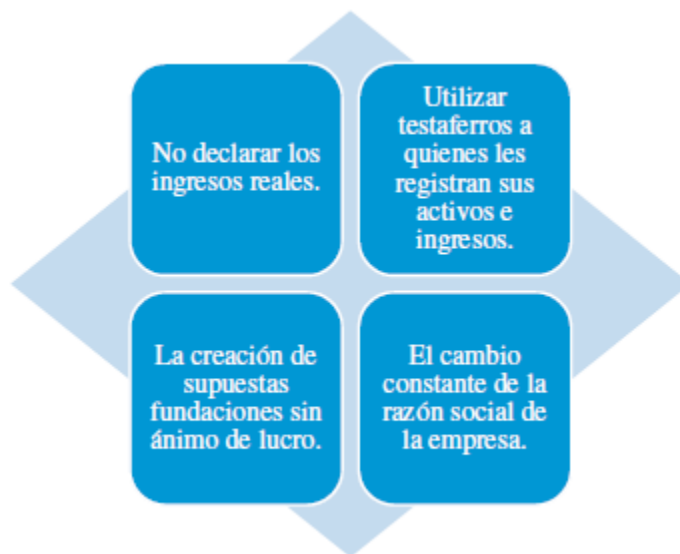 No declarar los
ingresos reales.
Utilizar
testaferros a
quienes les
registran sus
activos e
ingresos.
La creación de
supuestas
fundaciones sin
ánimo de lucro.
El cambio
constante de la
razón social de
la empresa.